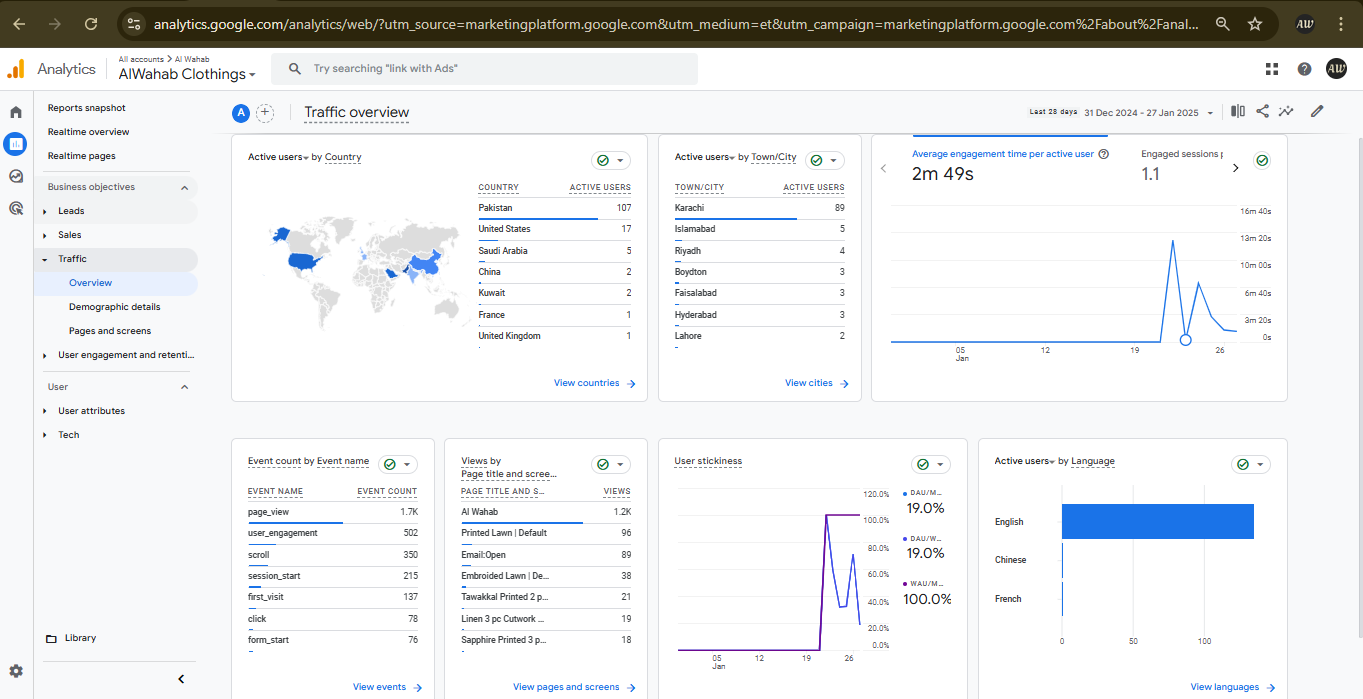 analytics.google.com/analytics/web/?utm_source=marketingplatform.google.com&utm_medium=et&utm_campaign=marketingplatform.google.com%2Fabout%2Fanal...
AW
Analytics
All accounts > Al Wahab
AlWahab Clothings
Try searching "link with Ads"
AW
Reports snapshot
Realtime overview
Realtime pages
Business objectives
Leads
Sales
Traffic
Overview
Demographic details
Pages and screens
User engagement and retenti...
User
User attributes
Tech
Library
A
Traffic overview
Last 28 days 31 Dec 2024 - 27 Jan 2025
Active users by Country
COUNTRY ACTIVE USERS
Pakistan 107
United States 17
Saudi Arabia 5
China 2
Kuwait 2
France 1
United Kingdom 1
View countries
Active users by Town/City
TOWN/CITY ACTIVE USERS
Karachi 89
Islamabad 5
Riyadh 4
Boydton 3
Faisalabad 3
Hyderabad 3
Lahore 2
View cities
Average engagement time per active user
2m 49s
Engaged sessions p
1.1
16m 40s
13m 20s
10m 00s
6m 40s
3m 20s
0s
05 12 19 26
Jan
Event count by Event name
EVENT NAME EVENT COUNT
page_view 1.7K
user_engagement 502
scroll 350
session_start 215
first_visit 137
click 78
form_start 76
View events
Views by
Page title and scree...
PAGE TITLE AND S... VIEWS
Al Wahab 1.2K
Printed Lawn | Default 96
Email:Open 89
Embroided Lawn | De... 38
Tawakkal Printed 2 p... 21
Linen 3 pc Cutwork ... 19
Sapphire Printed 3 p... 18
View pages and screens
User stickiness
120.0%
100.0%
80.0%
60.0%
40.0%
20.0%
0.0%
05 12 19 26
Jan
DAU/M...
19.0%
DAU/W...
19.0%
WAU/M...
100.0%
Active users by Language
English
Chinese
French
0 50 100
View languages